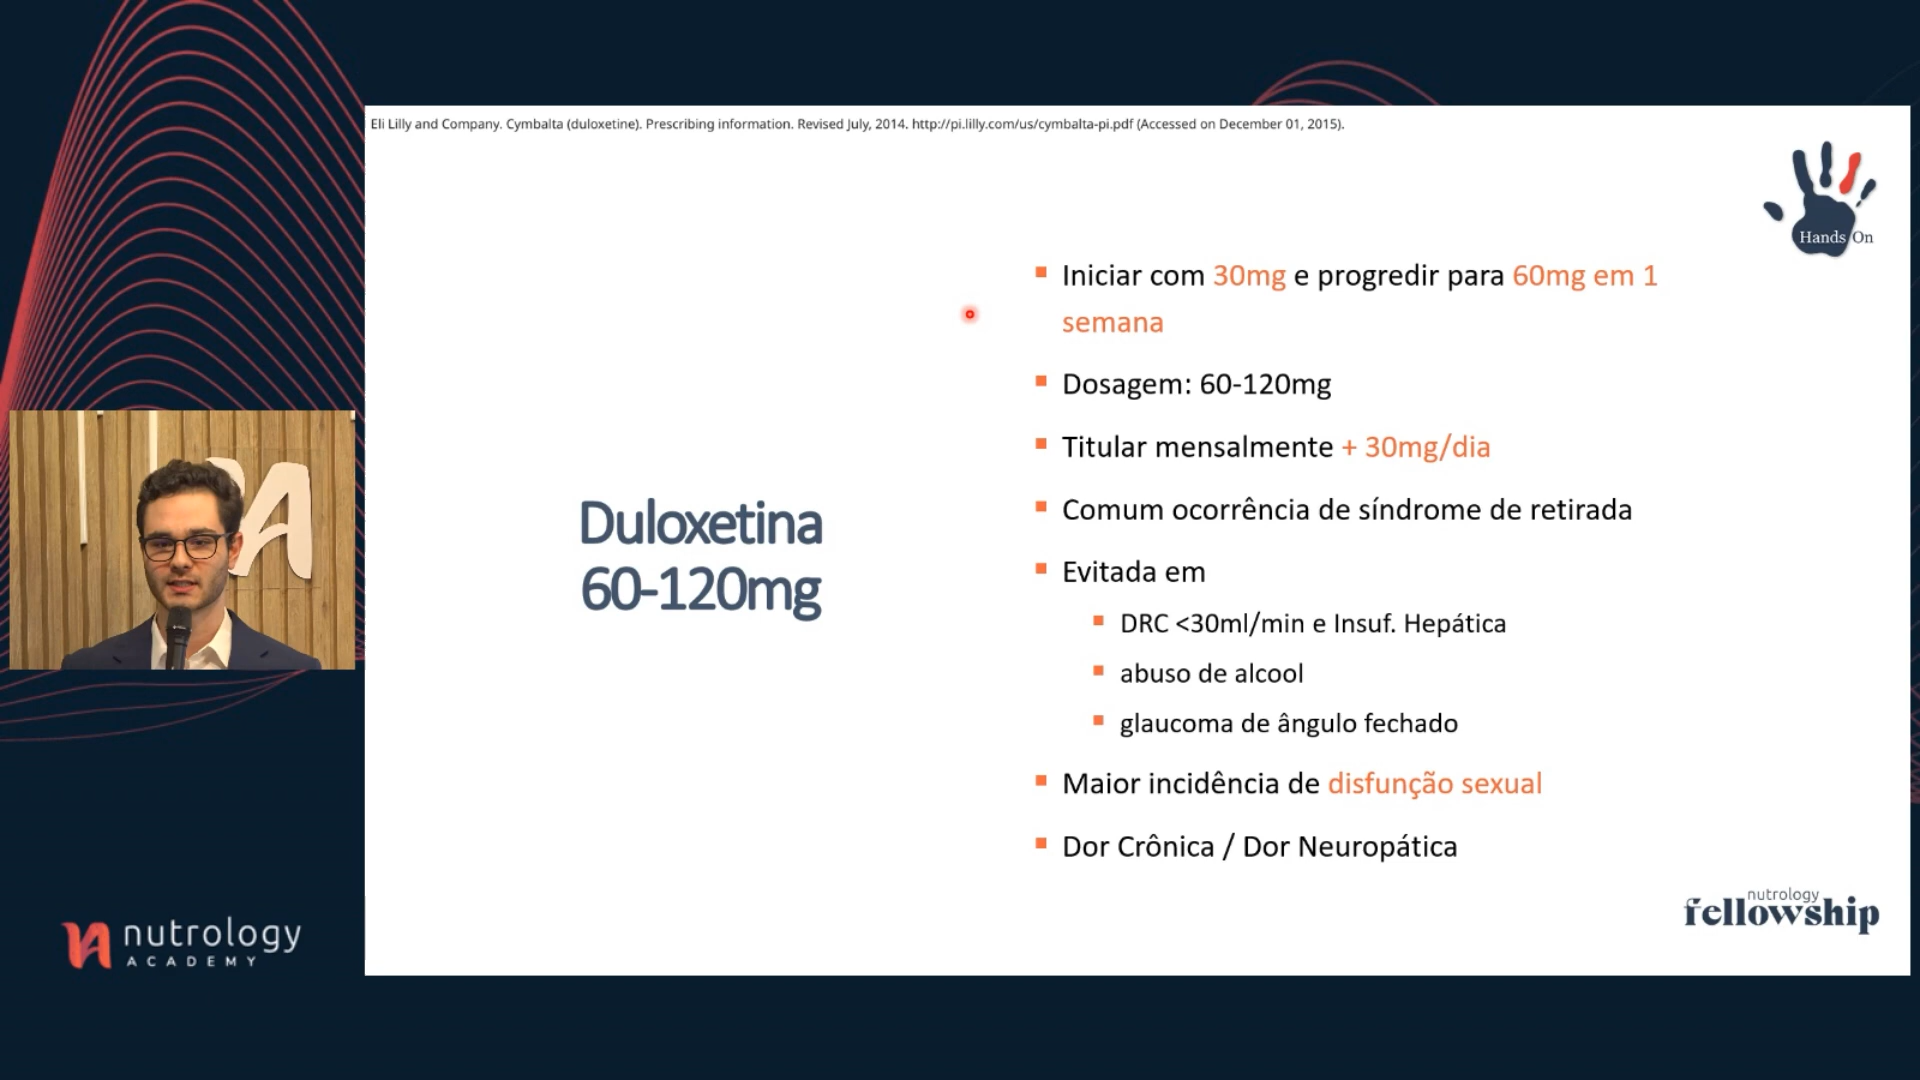 Eli Lilly and Company. Cymbalta (duloxetine). Prescribing information. Revised July, 2014. http://pi.lilly.com/us/cymbalta-pi.pdf (Accessed on December 01, 2015).
Hands On
Duloxetina
60-120mg
▪ Iniciar com 30mg e progredir para 60mg em 1
semana
▪ Dosagem: 60-120mg
▪ Titular mensalmente + 30mg/dia
▪ Comum ocorrência de síndrome de retirada
▪ Evitada em
▪ DRC <30ml/min e Insuf. Hepática
▪ abuso de alcool
▪ glaucoma de ângulo fechado
▪ Maior incidência de disfunção sexual
▪ Dor Crônica / Dor Neuropática
nutrology
fellowship
nutrology
ACADEMY